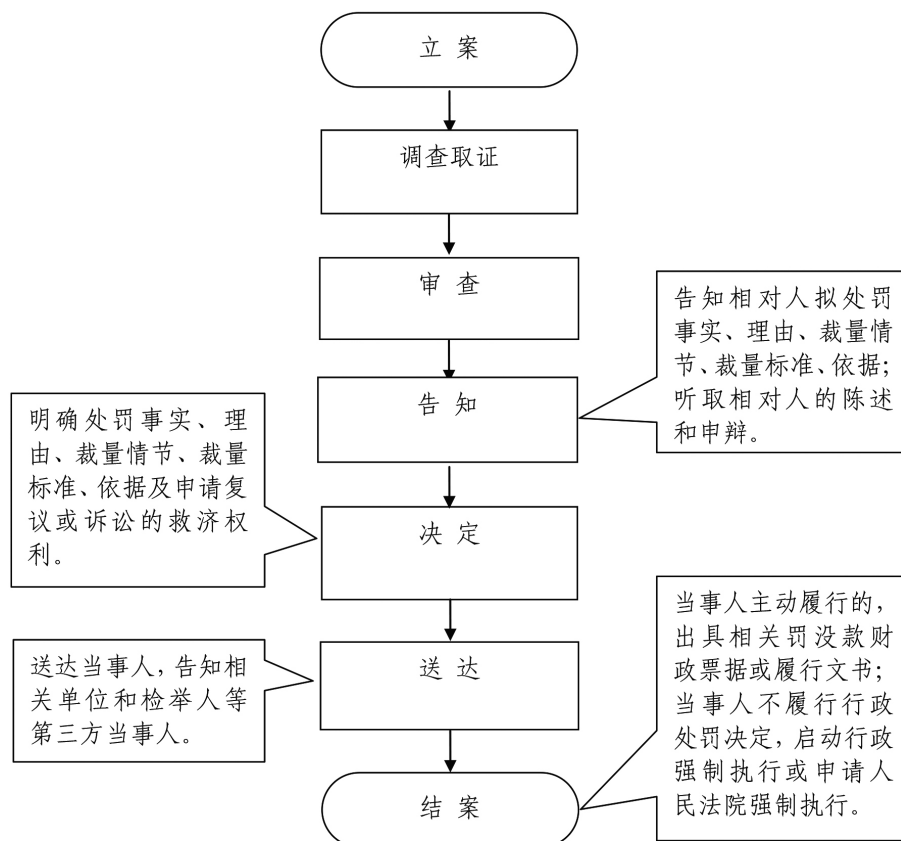 立 案
调查取证
审 查
告知相对人拟处罚
事实、理由、裁量情
节、裁量标准、依据；
听取相对人的陈述
和申辩。
告 知
明确处罚事实、理
由、裁量情节、裁量
标准、依据及申请复
议或诉讼的救济权
利。
决 定
当事人主动履行的，
出具相关罚没款财
政票据或履行文书；
当事人不履行行政
处罚决定，启动行政
强制执行或申请人
民法院强制执行。
送达当事人，告知相
关单位和检举人等
第三方当事人。
送 达
结 案